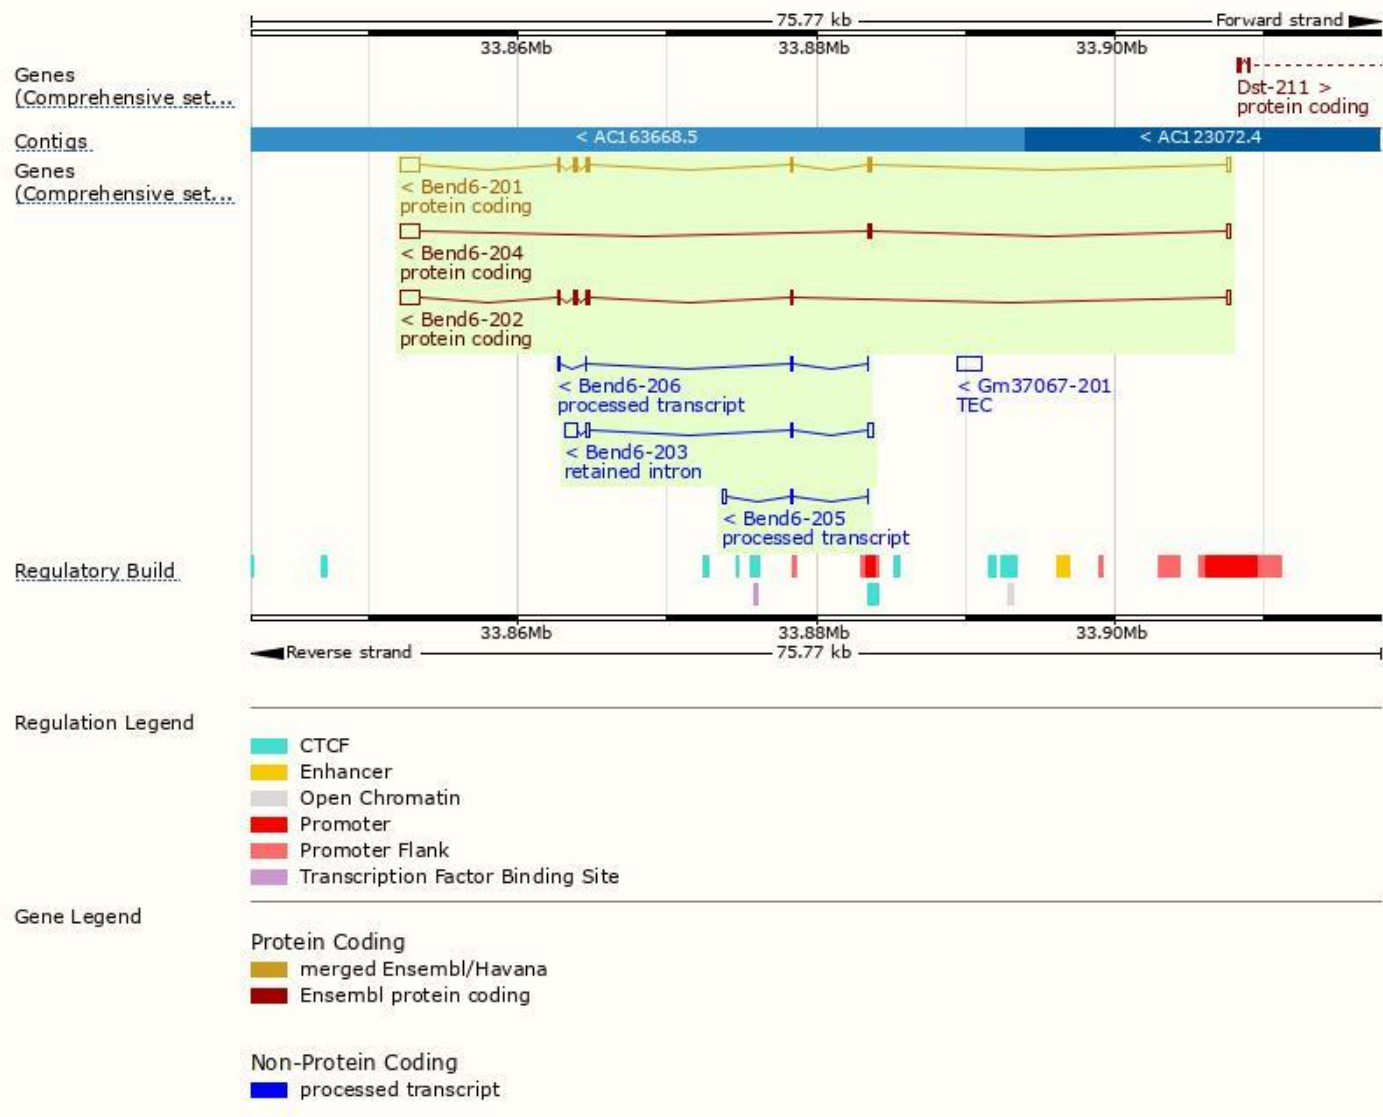 75.77 kb
Forward strand
33.86Mb 33.88Mb 33.90Mb
Genes
(Comprehensive set...
Dst-211 >
protein coding
Contigs
< AC163668.5
< AC123072.4
Genes
(Comprehensive set...
< Bend6-201
protein coding
< Bend6-204
protein coding
< Bend6-202
protein coding
< Bend6-206
processed transcript
< Gm37067-201
TEC
< Bend6-203
retained intron
< Bend6-205
processed transcript
Regulatory Build
33.86Mb 33.88Mb 33.90Mb
Reverse strand
75.77 kb
Regulation Legend
CTCF
Enhancer
Open Chromatin
Promoter
Promoter Flank
Transcription Factor Binding Site
Gene Legend
Protein Coding
merged Ensembl/Havana
Ensembl protein coding
Non-Protein Coding
processed transcript